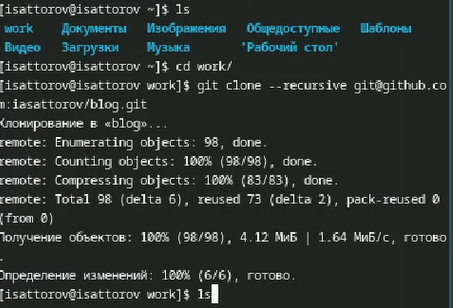 [isattorov@isattorov ~]$ ls
work Документы Изображения Общедоступные Шаблоны
Видео Загрузки Музыка 'Рабочий стол'
[isattorov@isattorov ~]$ cd work/
[isattorov@isattorov work]$ git clone --recursive git@github.co
m:iasattorov/blog.git
Клонирование в «blog»...
remote: Enumerating objects: 98, done.
remote: Counting objects: 100% (98/98), done.
remote: Compressing objects: 100% (83/83), done.
remote: Total 98 (delta 6), reused 73 (delta 2), pack-reused 0
(from 0)
Получение объектов: 100% (98/98), 4.12 МиБ | 1.64 МиБ/с, готово
.
Определение изменений: 100% (6/6), готово.
[isattorov@isattorov work]$ ls